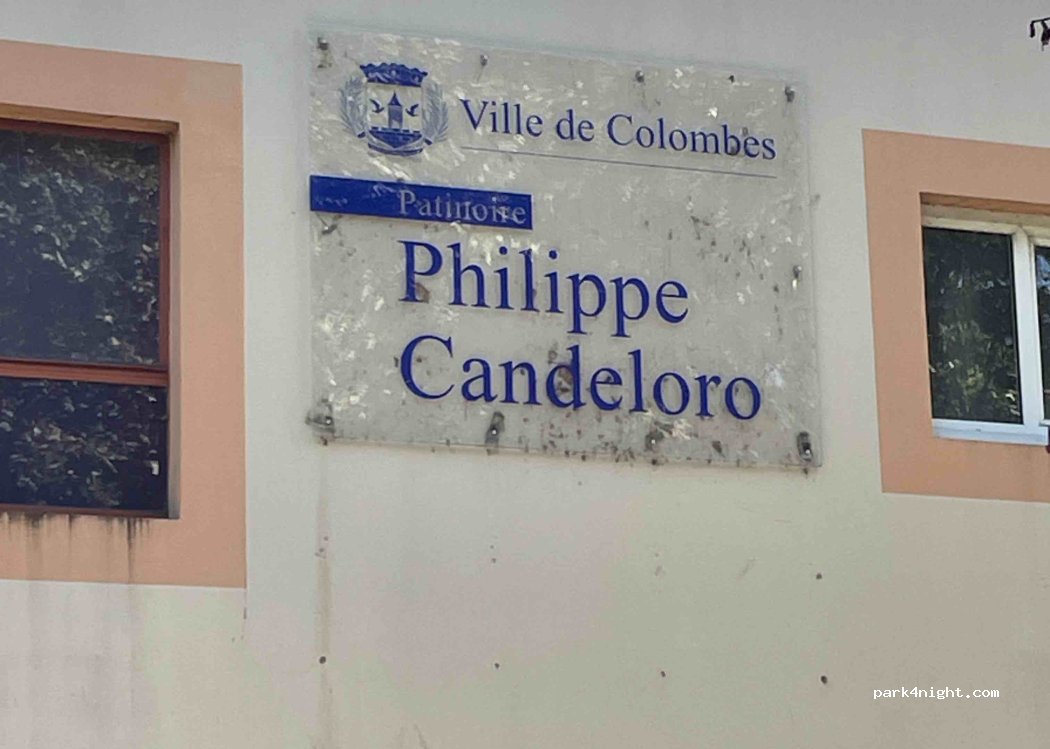 Ville de Colombes
Patinoire
Philippe
Candeloro
park4night.com